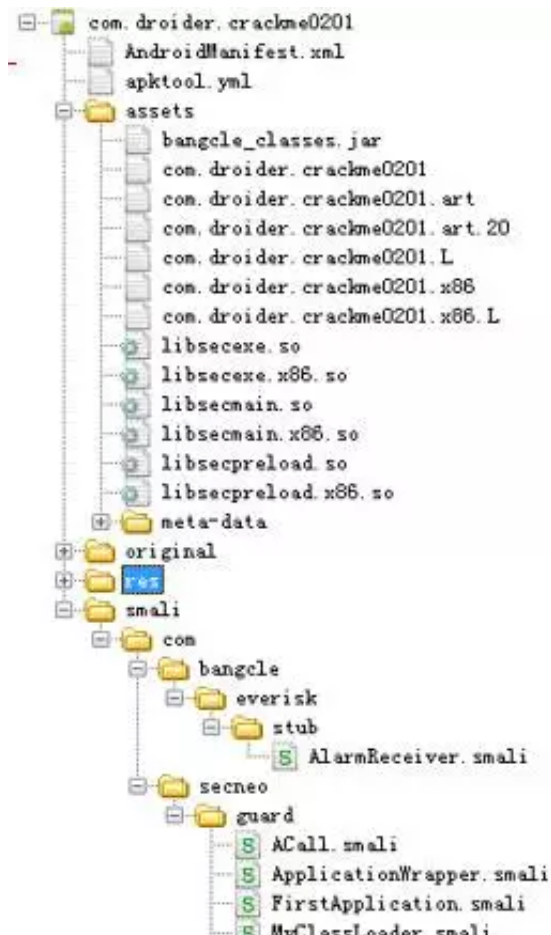 com.droider.crackme0201
AndroidManifest.xml
apktool.yml
assets
bangcle_classes.jar
com.droider.crackme0201
com.droider.crackme0201.art
com.droider.crackme0201.art.20
com.droider.crackme0201.L
com.droider.crackme0201.x86
com.droider.crackme0201.x86.L
libsecexe.so
libsecexe.x86.so
libsecmain.so
libsecmain.x86.so
libsecpreload.so
libsecpreload.x86.so
meta-data
original
res
smali
com
bangcle
everisk
stub
S AlarmReceiver.smali
secneo
guard
S ACall.smali
S ApplicationWrapper.smali
S FirstApplication.smali
S MyClassLoader.smali